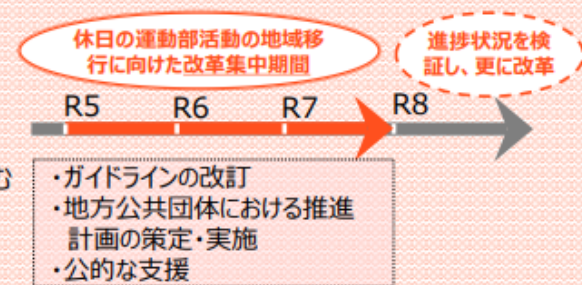 休日の運動部活動の地域移
行に向けた改革集中期間
進捗状況を検
証し、更に改革
R5 R6 R7 R8
む
・ガイドラインの改訂
・地方公共団体における推進
計画の策定・実施
・公的な支援